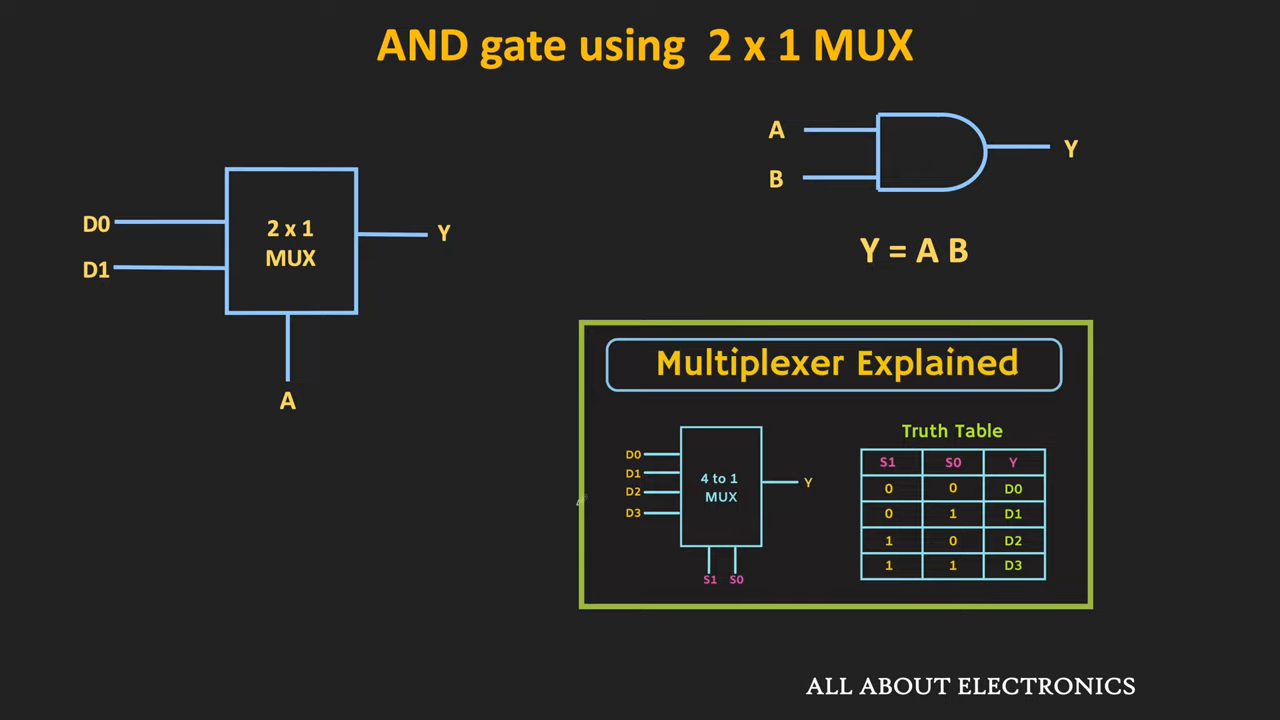 AND gate using 2 x 1 MUX
D0
D1
2 x 1
MUX
Y
A
A
B
Y
Y = A B
Multiplexer Explained
D0
D1
D2
D3
4 to 1
MUX
Y
S1 S0
Truth Table
S1 S0 Y
0 0 D0
0 1 D1
1 0 D2
1 1 D3
ALL ABOUT ELECTRONICS